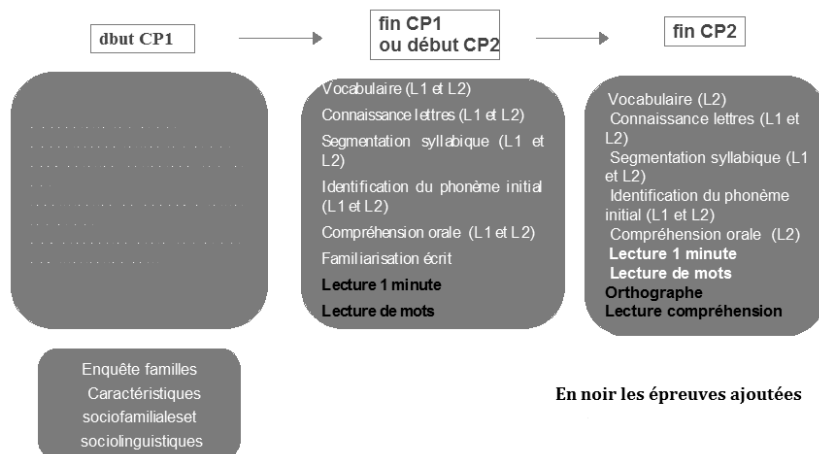 dbut CP1
fin CP1
ou début CP2
fin CP2
Vocabulaire (L1 et L2)
Connaissance lettres (L1 et L2)
Segmentation syllabique (L1 et
L2)
Identification du phonème initial
(L1 et L2)
Compréhension orale (L1 et L2)
Familiarisation écrit
Lecture 1 minute
Lecture de mots
Vocabulaire (L2)
Connaissance lettres (L1 et
L2)
Segmentation syllabique (L1
et L2)
Identification du phonème
initial (L1 et L2)
Compréhension orale (L2)
Lecture 1 minute
Lecture de mots
Orthographe
Lecture compréhension
Enquête familles
Caractéristiques
sociofamilialeset
sociolinguistiques
En noir les épreuves ajoutées